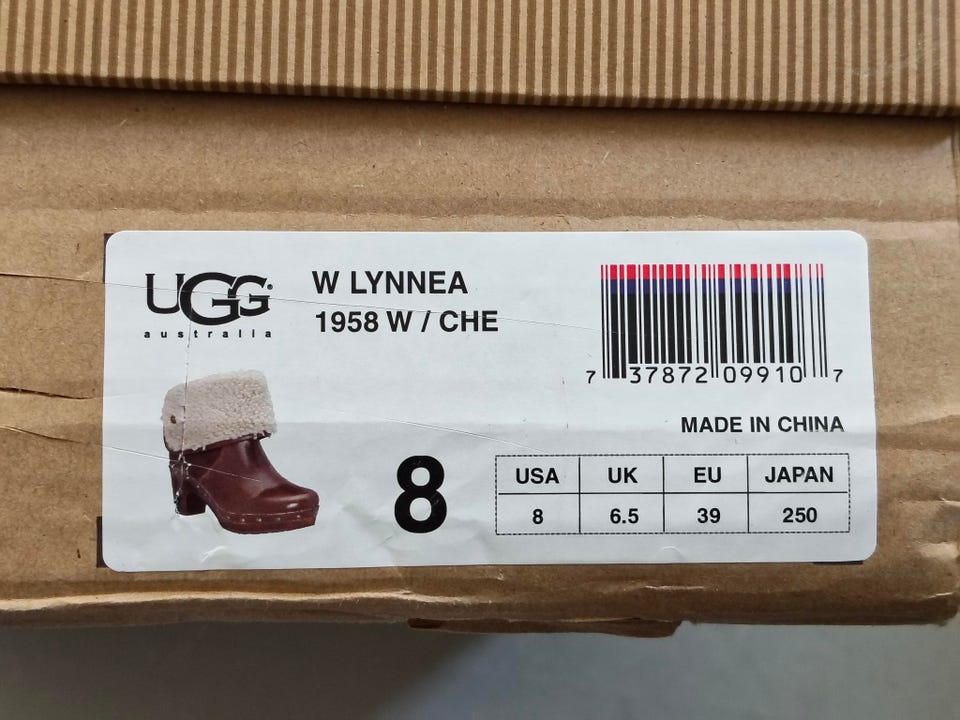 UGG®
australia
W LYNNEA
1958 W / CHE
7 37872 09910 7
MADE IN CHINA
8
USA UK EU JAPAN
8 6.5 39 250